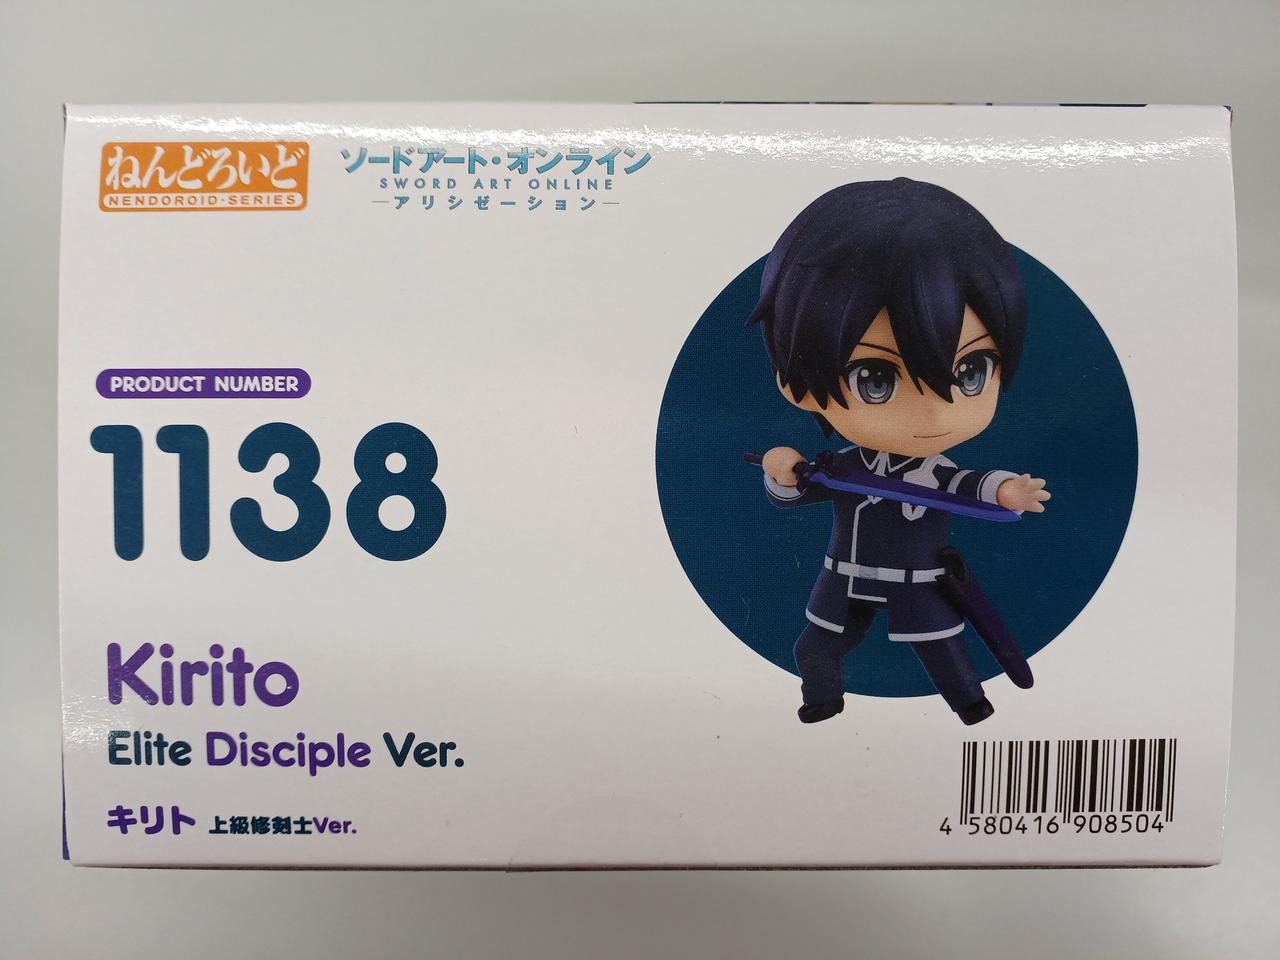 ねんどろいど
NENDOROID-SERIES
ソードアート・オンライン
SWORD ART ONLINE
―アリシゼーション―
PRODUCT NUMBER
1138
Kirito
Elite Disciple Ver.
キリト 上級修剣士Ver.
4 580416 908504